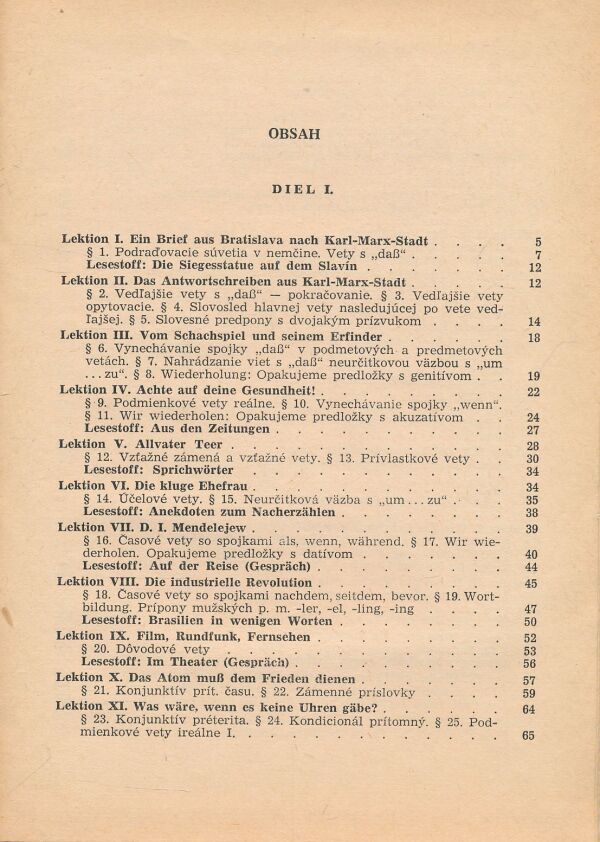 OBSAH
DIEL I.
Lektion I. Ein Brief aus Bratislava nach Karl-Marx-Stadt . . . . 5
§ 1. Podraďovacie súvetia v nemčine. Vety s „daß“ . . . . . 7
Lesestoff: Die Siegesstatue auf dem Slavín . . . . . . . 12
Lektion II. Das Antwortschreiben aus Karl-Marx-Stadt . . . . . 12
§ 2. Vedľajšie vety s „daß“ — pokračovanie. § 3. Vedľajšie vety
opytovacie. § 4. Slovosled hlavnej vety nasledujúcej po vete ved-
ľajšej. § 5. Slovesné predpony s dvojakým prízvukom . . . . 14
Lektion III. Vom Schachspiel und seinem Erfinder . . . . . . 18
§ 6. Vynechávanie spojky „daß“ v podmetových a predmetových
vetách. § 7. Nahrádzanie viet s „daß“ neurčitkovou väzbou s „um
... zu“. § 8. Wiederholung: Opakujeme predložky s genitívom . . 19
Lektion IV. Achte auf deine Gesundheit! . . . . . . . . . 22
§ 9. Podmienkové vety reálne. § 10. Vynechávanie spojky „wenn“.
§ 11. Wir wiederholen: Opakujeme predložky s akuzatívom . . . 24
Lesestoff: Aus den Zeitungen . . . . . . . . . . . 27
Lektion V. Allvater Teer . . . . . . . . . . . . . 28
§ 12. Vzťažné zámená a vzťažné vety. § 13. Prívlastkové vety . . 30
Lesestoff: Sprichwörter . . . . . . . . . . . . 34
Lektion VI. Die kluge Ehefrau . . . . . . . . . . . . 34
§ 14. Účelové vety. § 15. Neurčitková väzba s „um ... zu“ . . . 35
Lesestoff: Anekdoten zum Nacherzählen . . . . . . . . 38
Lektion VII. D. I. Mendelejew . . . . . . . . . . . . 39
§ 16. Časové vety so spojkami als, wenn, während. § 17. Wir wie-
derholen. Opakujeme predložky s datívom . . . . . . . 40
Lesestoff: Auf der Reise (Gespräch) . . . . . . . . . 44
Lektion VIII. Die industrielle Revolution . . . . . . . . . 45
§ 18. Časové vety so spojkami nachdem, seitdem, bevor. § 19. Wort-
bildung. Prípony mužských p. m. -ler, -el, -ling, -ing . . . . . 47
Lesestoff: Brasilien in wenigen Worten . . . . . . . . 50
Lektion IX. Film, Rundfunk, Fernsehen . . . . . . . . . 52
§ 20. Dôvodové vety . . . . . . . . . . . . . 53
Lesestoff: Im Theater (Gespräch) . . . . . . . . . . 56
Lektion X. Das Atom muß dem Frieden dienen . . . . . . . 57
§ 21. Konjunktív prít. času. § 22. Zámenné príslovky . . . . . 59
Lektion XI. Was wäre, wenn es keine Uhren gäbe? . . . . . . 64
§ 23. Konjunktív préterita. § 24. Kondicionál prítomný. § 25. Pod-
mienkové vety ireálne I. . . . . . . . . . . . . 65